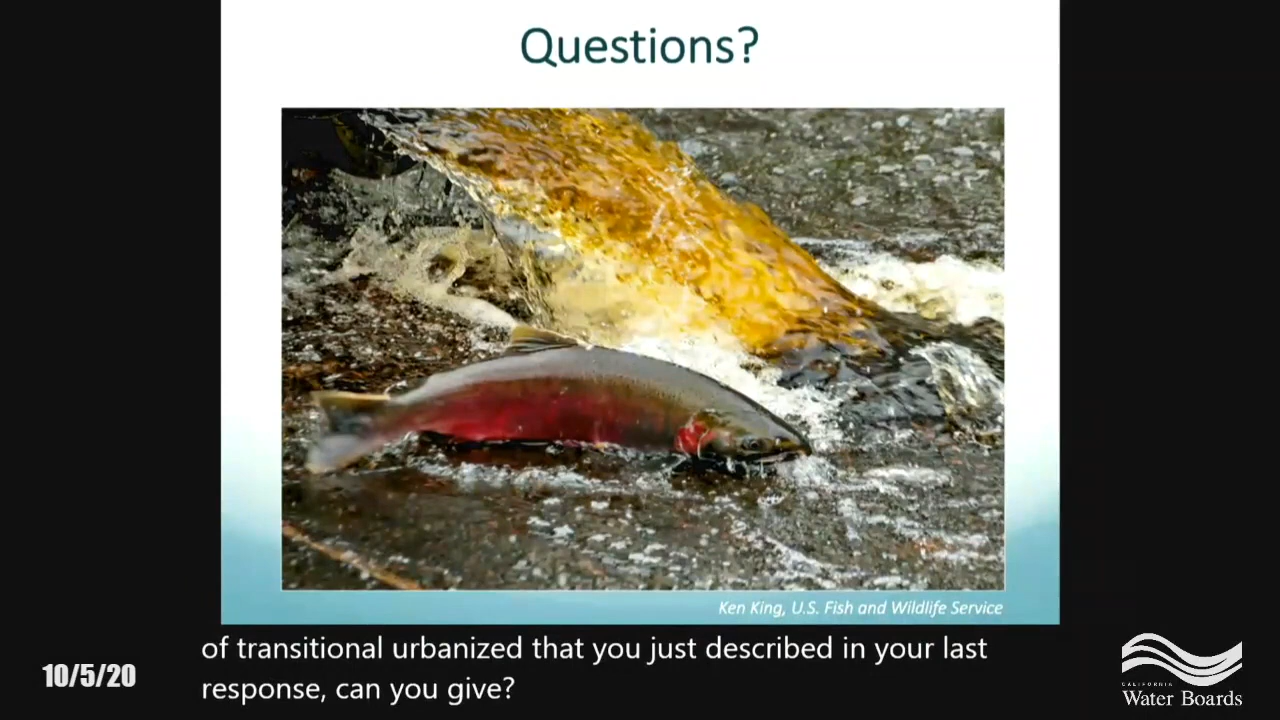 Questions?
Ken King, U.S. Fish and Wildlife Service
of transitional urbanized that you just described in your last
response, can you give?
10/5/20
CALIFORNIA
Water Boards